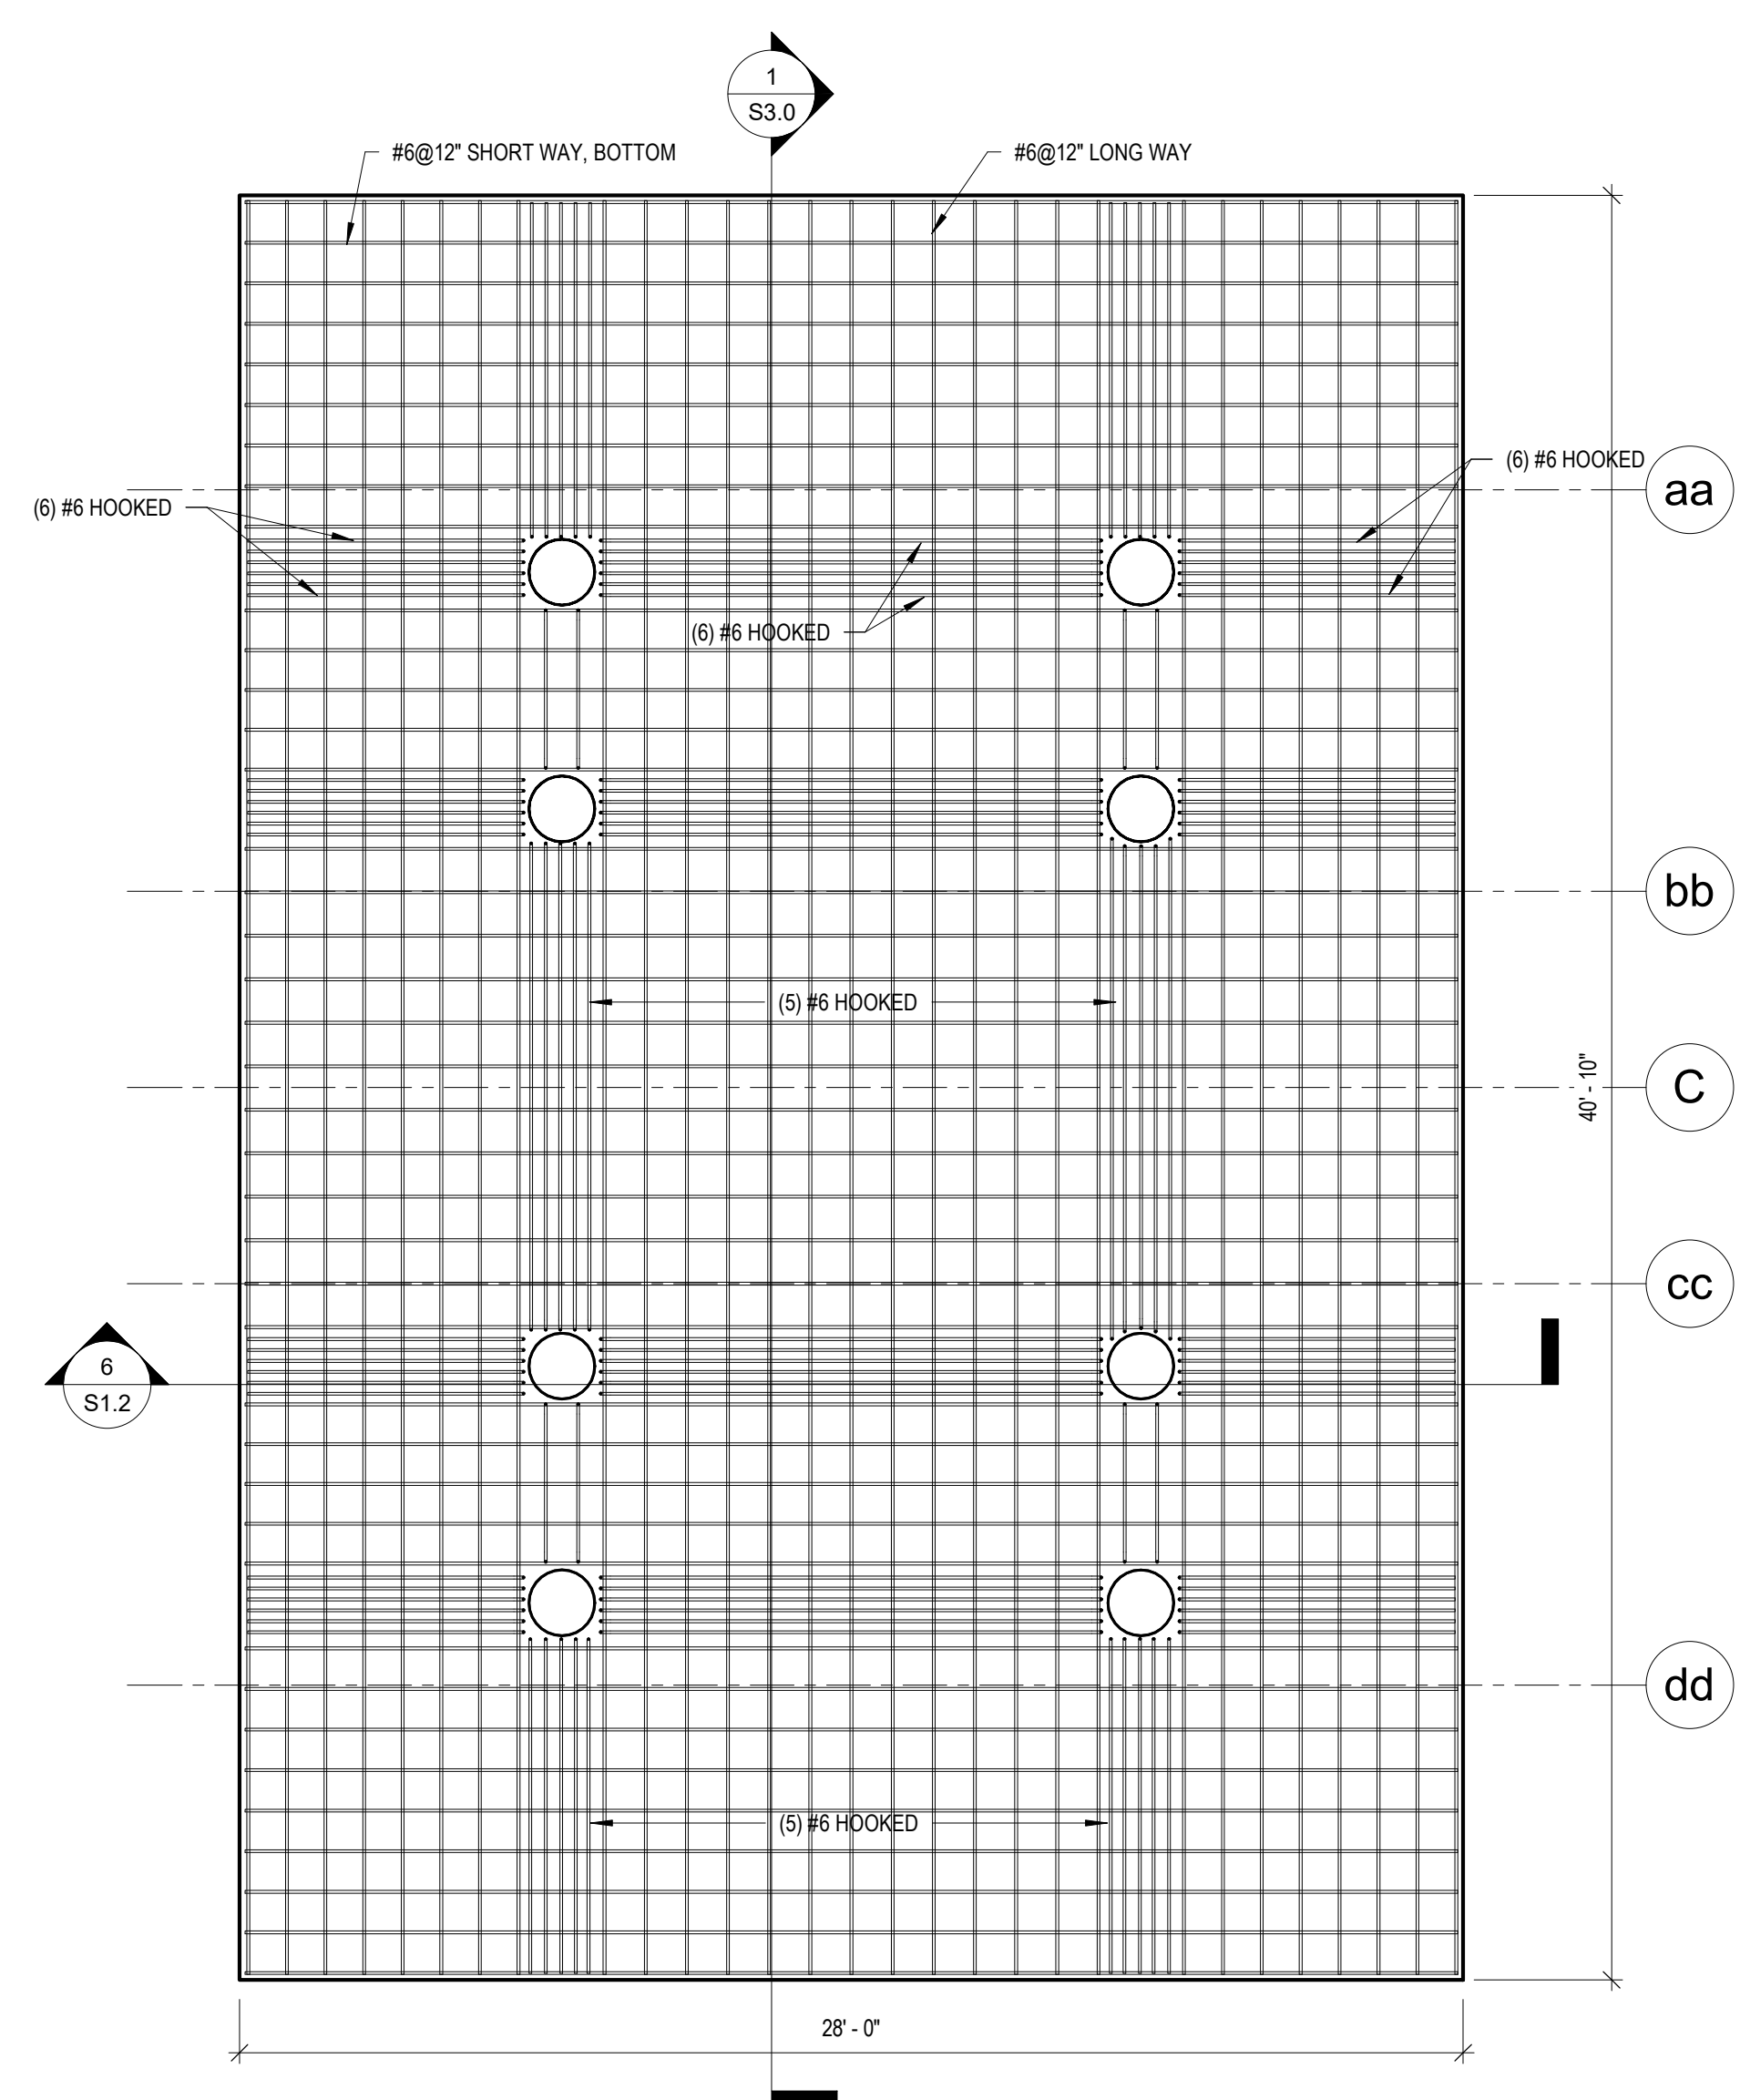 1
S3.0
#6@12" SHORT WAY, BOTTOM
#6@12" LONG WAY
(6) #6 HOOKED
aa
(6) #6 HOOKED
(6) #6 HOOKED
bb
(5) #6 HOOKED
C
40' - 10"
cc
6
S1.2
dd
(5) #6 HOOKED
28' - 0"